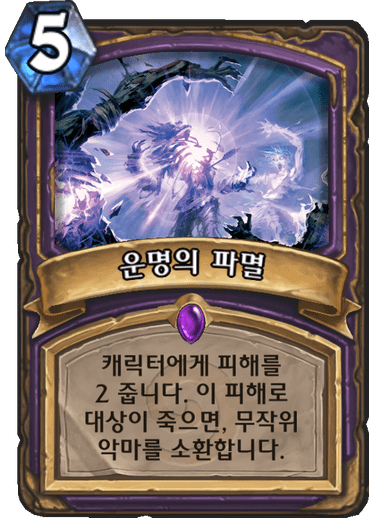 5
운명의 파멸
캐릭터에게 피해를
2 줍니다. 이 피해로
대상이 죽으면, 무작위
악마를 소환합니다.